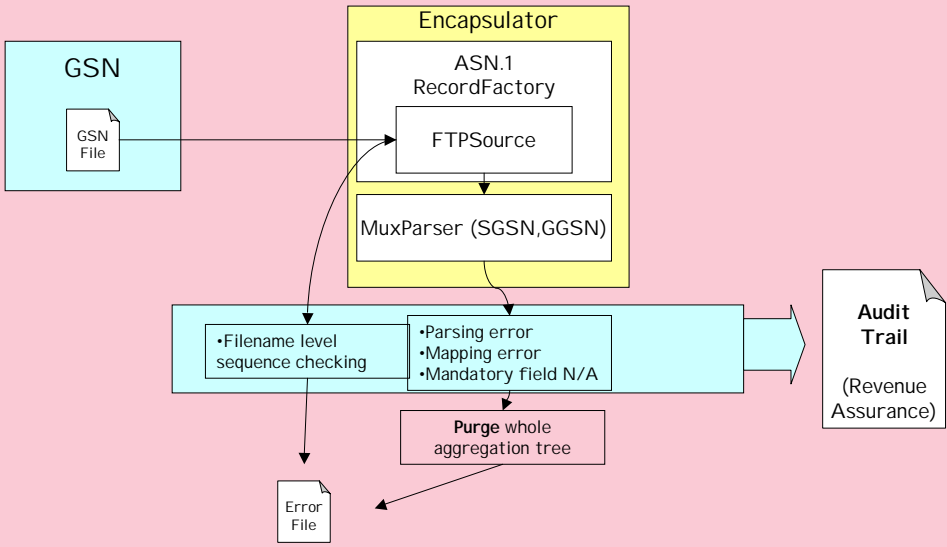 Encapsulator
GSN
GSN
File
ASN.1
RecordFactory
FTPSource
MuxParser (SGSN,GGSN)
•Filename level
sequence checking
•Parsing error
•Mapping error
•Mandatory field N/A
Audit
Trail
(Revenue
Assurance)
Purge whole
aggregation tree
Error
File